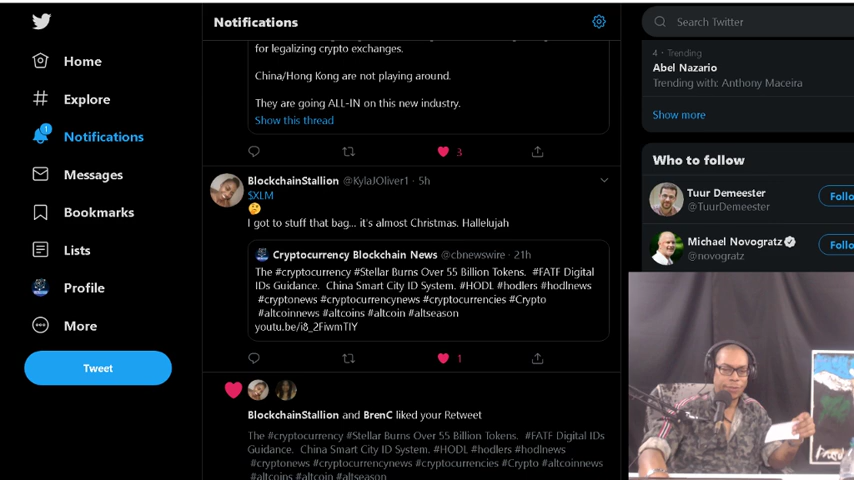 Home
Explore
1
Notifications
Messages
Bookmarks
Lists
Profile
More
Tweet
Notifications
for legalizing crypto exchanges.
China/Hong Kong are not playing around.
They are going ALL-IN on this new industry.
Show this thread
3
BlockchainStallion @KylaJOliver1 · 5h
$XLM
I got to stuff that bag... it's almost Christmas. Hallelujah
Cryptocurrency Blockchain News @cbnewswire · 21h
The #cryptocurrency #Stellar Burns Over 55 Billion Tokens. #FATF Digital
IDs Guidance. China Smart City ID System. #HODL #hodlers #hodlnews
#cryptonews #cryptocurrencynews #cryptocurrencies #Crypto
#altcoinnews #altcoins #altcoin #altseason
youtu.be/i8_2FiwmTIY
1
BlockchainStallion and BrenC liked your Retweet
The #cryptocurrency #Stellar Burns Over 55 Billion Tokens. #FATF Digital IDs
Guidance. China Smart City ID System. #HODL #hodlers #hodlnews
#cryptonews #cryptocurrencynews #cryptocurrencies #Crypto #altcoinnews
#altcoins #altcoin #altseason
Search Twitter
4 · Trending
Abel Nazario
Trending with: Anthony Maceira
Show more
Who to follow
Tuur Demeester
@TuurDemeester
Follo
Michael Novogratz
@novogratz
Follo